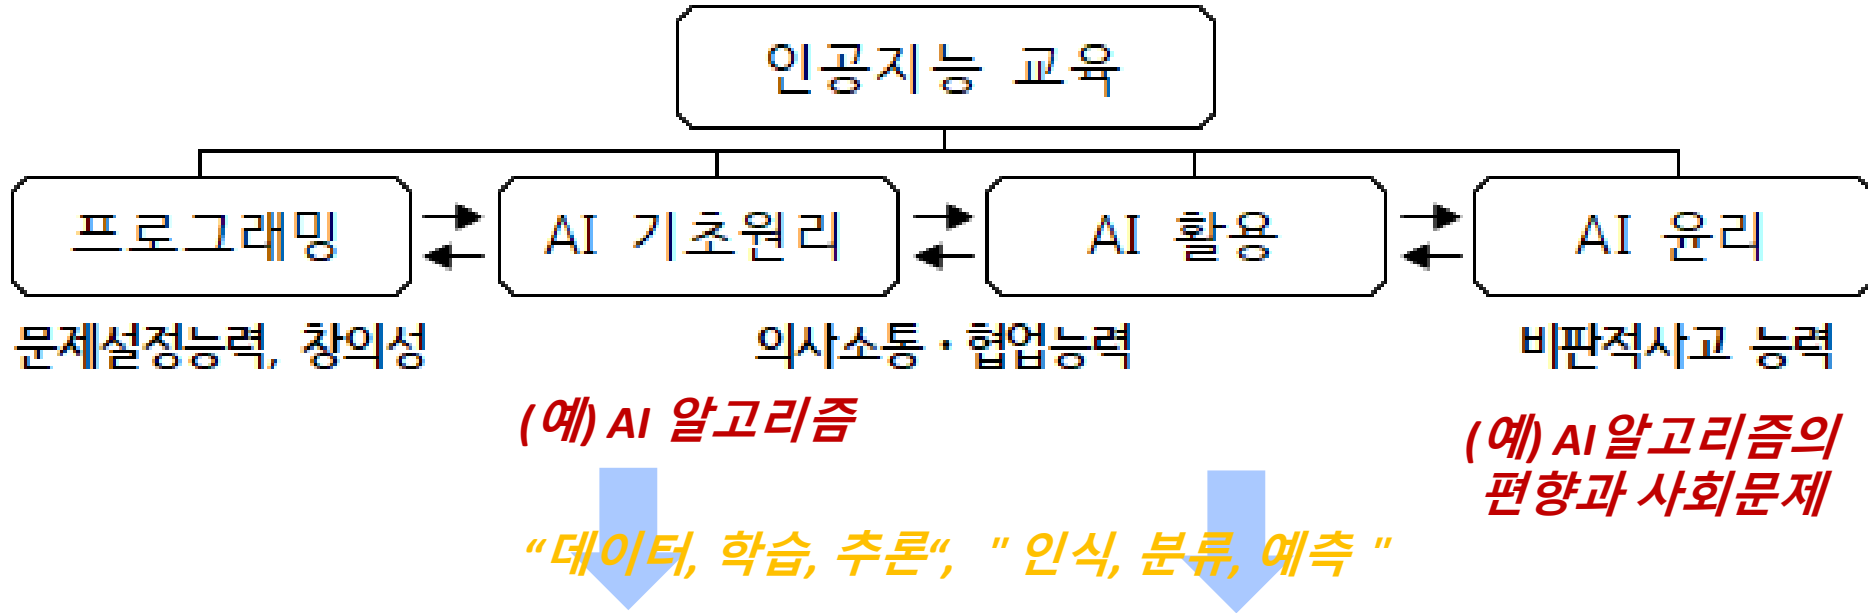 인공지능 교육
프로그래밍
AI 기초원리
AI 활용
AI 윤리
문제설정능력, 창의성
의사소통·협업능력
비판적사고 능력
(예) AI 알고리즘
(예) AI알고리즘의
편향과 사회문제
“데이터, 학습, 추론“, "인식, 분류, 예측"